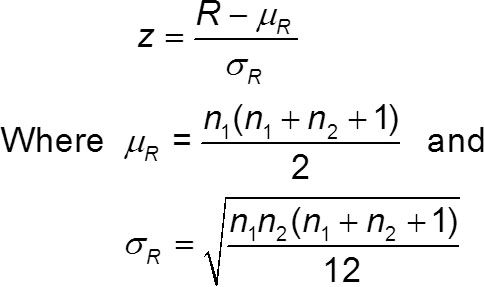 z = (R − μ_R) / σ_R
Where μ_R = n₁(n₁ + n₂ + 1) / 2 and
σ_R = √(n₁n₂(n₁ + n₂ + 1) / 12)